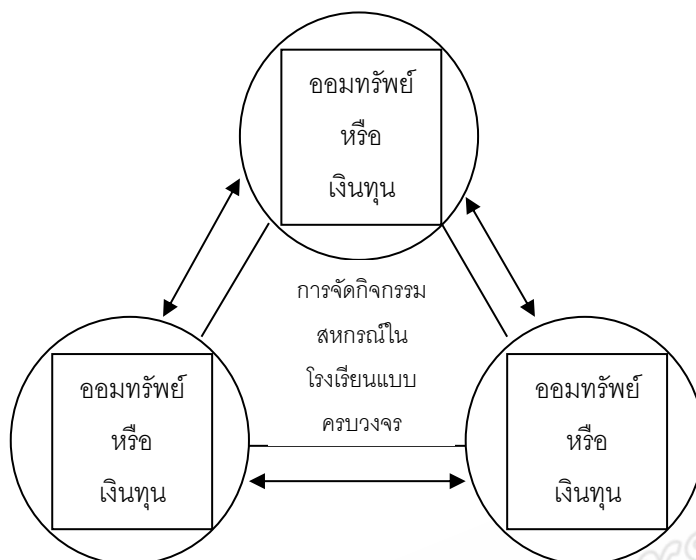 ออมทรัพย์
หรือ
เงินทุน
การจัดกิจกรรม
สหกรณ์ใน
โรงเรียนแบบ
ครบวงจร
ออมทรัพย์
หรือ
เงินทุน
ออมทรัพย์
หรือ
เงินทุน